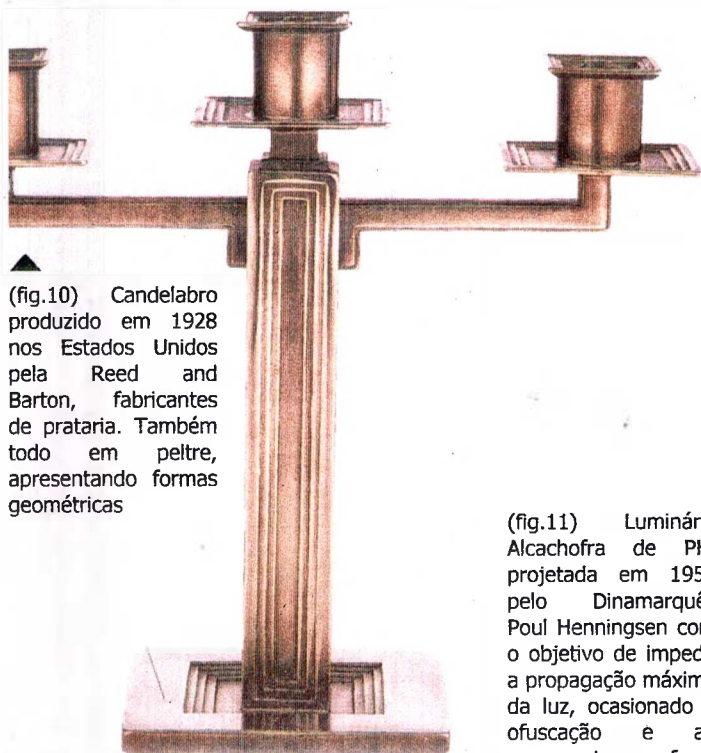 (fig.10) Candelabro
produzido em 1928
nos Estados Unidos
pela Reed and
Barton, fabricantes
de prataria. Também
todo em peltre,
apresentando formas
geométricas
(fig.11)
Alcachofra de
projetada em
pelo
Poul Henningsen
o objetivo de
a propagação
da luz, ocasionado
ofuscação e